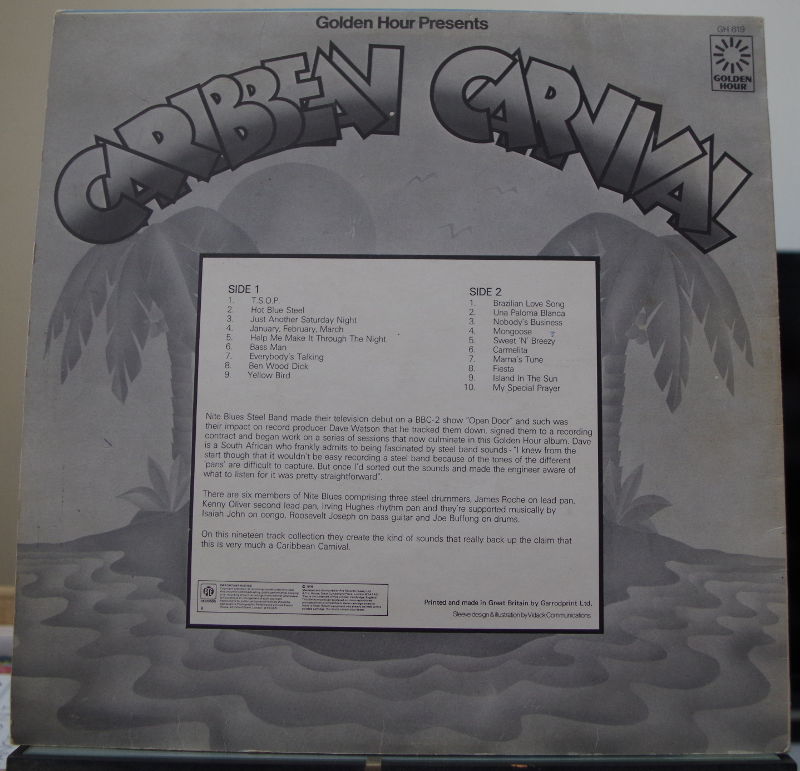 Golden Hour Presents
GH 619
GOLDEN
HOUR
CARIBBEAN CARNIVAL
SIDE 1
1. T.S.O.P.
2. Hot Blue Steel
3. Just Another Saturday Night
4. January, February, March
5. Help Me Make It Through The Night
6. Bass Man
7. Everybody's Talking
8. Ben Wood Dick
9. Yellow Bird
SIDE 2
1. Brazilian Love Song
2. Una Paloma Blanca
3. Nobody's Business
4. Mongoose
5. Sweet 'N' Breezy
6. Carmelita
7. Mama's Tune
8. Fiesta
9. Island In The Sun
10. My Special Prayer
Nite Blues Steel Band made their television debut on a BBC-2 show "Open Door" and such was
their impact on record producer Dave Watson that he tracked them down, signed them to a recording
contract and began work on a series of sessions that now culminate in this Golden Hour album. Dave
is a South African who frankly admits to being fascinated by steel band sounds - "I knew from the
start though that it wouldn't be easy recording a steel band because of the tones of the different
'pans' are difficult to capture. But once I'd sorted out the sounds and made the engineer aware of
what to listen for it was pretty straightforward".
There are six members of Nite Blues comprising three steel drummers, James Roche on lead pan,
Kenny Oliver second lead pan, Irving Hughes rhythm pan and they're supported musically by
Isaiah John on congo, Roosevelt Joseph on bass guitar and Joe Buffong on drums.
On this nineteen track collection they create the kind of sounds that really back up the claim that
this is very much a Caribbean Carnival.
Printed and made in Great Britain by Garrodprint Ltd.
Sleeve design & illustration by Vidack Communications